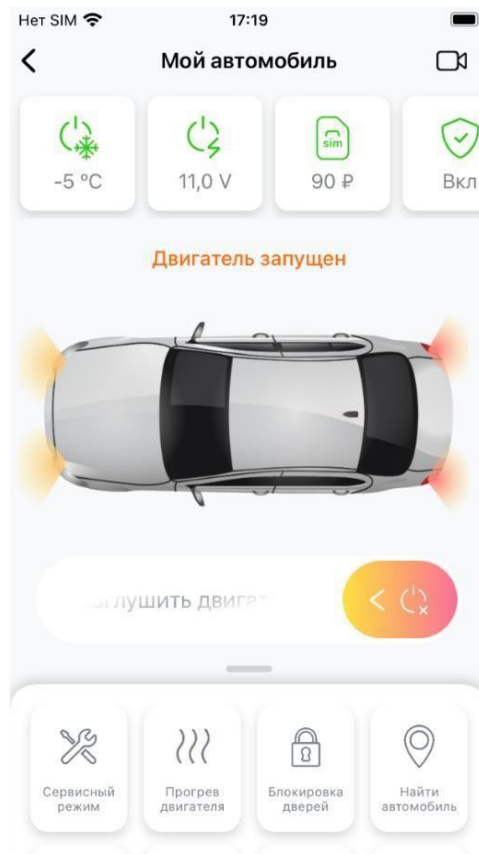 Нет SIM 17:19
Мой автомобиль
sim
-5 °C 11,0 V 90 ₽ Вкл
Двигатель запущен
Сервисный режим
Прогрев двигателя
Блокировка дверей
Найти автомобиль